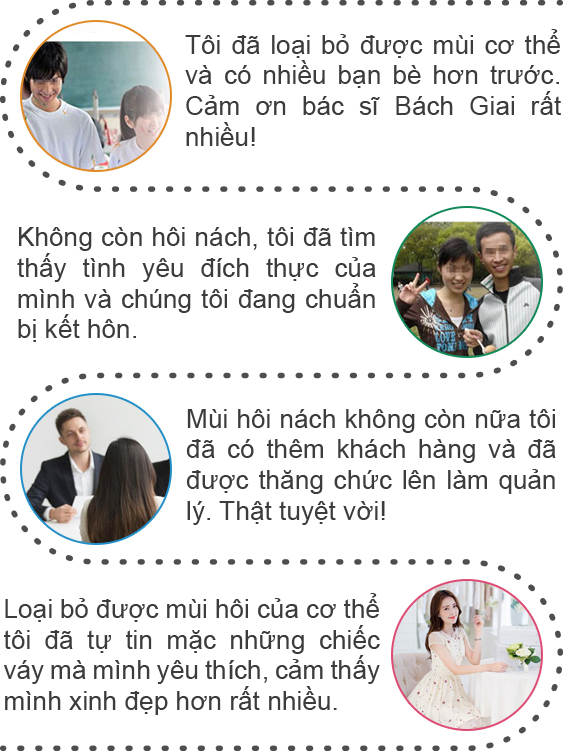 Tôi đã loại bỏ được mùi cơ thể
và có nhiều bạn bè hơn trước.
Cảm ơn bác sĩ Bách Giai rất
nhiều!
Không còn hôi nách, tôi đã tìm
thấy tình yêu đích thực của
mình và chúng tôi đang chuẩn
bị kết hôn.
Mùi hôi nách không còn nữa tôi
đã có thêm khách hàng và đã
được thăng chức lên làm quản
lý. Thật tuyệt vời!
Loại bỏ được mùi hôi của cơ thể
tôi đã tự tin mặc những chiếc
váy mà mình yêu thích, cảm thấy
mình xinh đẹp hơn rất nhiều.